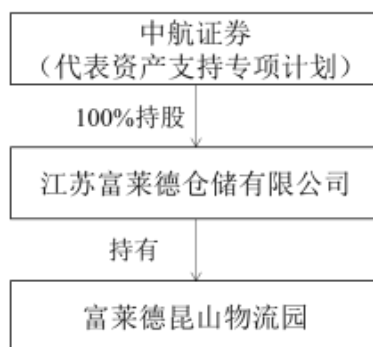 中航证券
（代表资产支持专项计划）
100%持股
江苏富莱德仓储有限公司
持有
富莱德昆山物流园